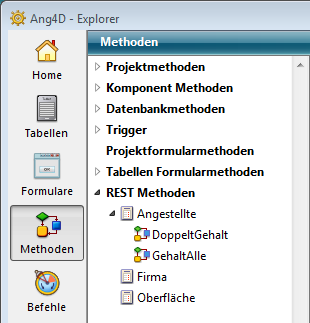 Ang4D - Explorer
Home
Tabellen
Formulare
Methoden
Befehle
Methoden
Projektmethoden
Komponent Methoden
Datenbankmethoden
Trigger
Projektformularmethoden
Tabellen Formularmethoden
REST Methoden
Angestellte
DoppeltGehalt
GehaltAlle
Firma
Oberfläche